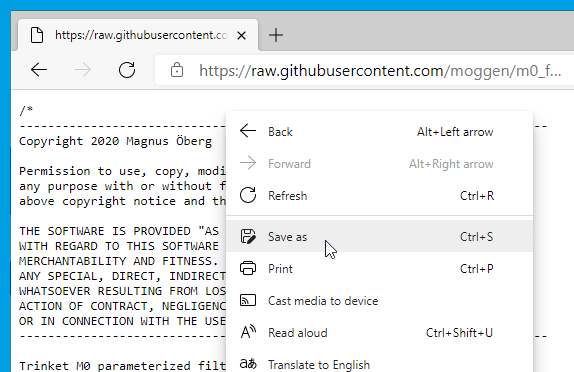 https://raw.githubusercontent.co
https://raw.githubusercontent.com/moggen/m0_f...
/*
Copyright 2020 Magnus Öberg
Permission to use, copy, modi
any purpose with or without f
above copyright notice and th
THE SOFTWARE IS PROVIDED "AS
WITH REGARD TO THIS SOFTWARE
MERCHANTABILITY AND FITNESS.
ANY SPECIAL, DIRECT, INDIRECT
WHATSOEVER RESULTING FROM LOS
ACTION OF CONTRACT, NEGLIGENC
OR IN CONNECTION WITH THE USE
Trinket M0 parameterized filt
Back Alt+Left arrow
Forward Alt+Right arrow
Refresh Ctrl+R
Save as Ctrl+S
Print Ctrl+P
Cast media to device
Read aloud Ctrl+Shift+U
Translate to English